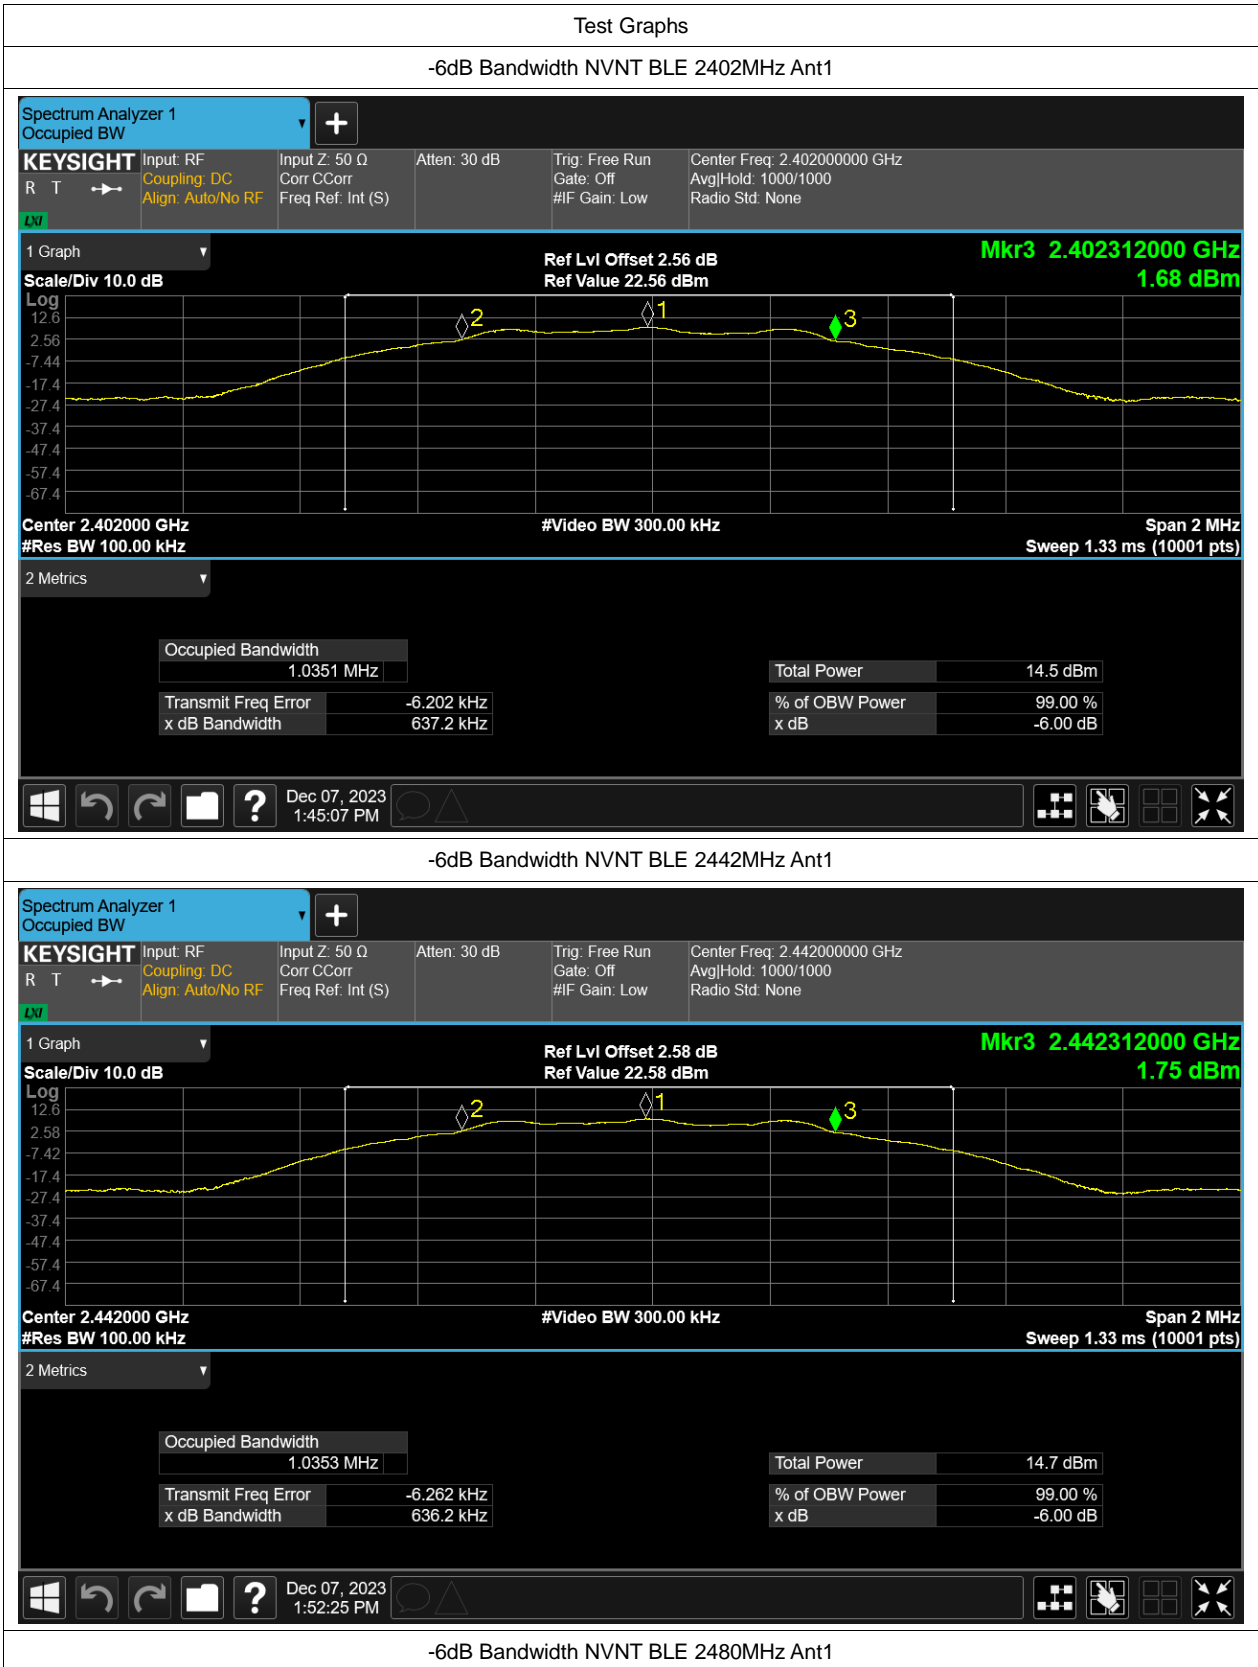 Test Graphs
-6dB Bandwidth NVNT BLE 2402MHz Ant1
Spectrum Analyzer 1
Occupied BW
KEYSIGHT Input: RF Input Z: 50 Ω Atten: 30 dB Trig: Free Run Center Freq: 2.402000000 GHz
R T Coupling: DC Corr CCorr Gate: Off Avg|Hold: 1000/1000
Align: Auto/No RF Freq Ref: Int (S) #IF Gain: Low Radio Std: None
LXI
1 Graph Ref Lvl Offset 2.56 dB Mkr3 2.402312000 GHz
Scale/Div 10.0 dB Ref Value 22.56 dBm 1.68 dBm
Log
12.6
2.56
-7.44
-17.4
-27.4
-37.4
-47.4
-57.4
-67.4
2 1 3
Center 2.402000 GHz #Video BW 300.00 kHz Span 2 MHz
#Res BW 100.00 kHz Sweep 1.33 ms (10001 pts)
2 Metrics
Occupied Bandwidth
1.0351 MHz Total Power 14.5 dBm
Transmit Freq Error -6.202 kHz % of OBW Power 99.00 %
x dB Bandwidth 637.2 kHz x dB -6.00 dB
? Dec 07, 2023
1:45:07 PM
-6dB Bandwidth NVNT BLE 2442MHz Ant1
Spectrum Analyzer 1
Occupied BW
KEYSIGHT Input: RF Input Z: 50 Ω Atten: 30 dB Trig: Free Run Center Freq: 2.442000000 GHz
R T Coupling: DC Corr CCorr Gate: Off Avg|Hold: 1000/1000
Align: Auto/No RF Freq Ref: Int (S) #IF Gain: Low Radio Std: None
LXI
1 Graph Ref Lvl Offset 2.58 dB Mkr3 2.442312000 GHz
Scale/Div 10.0 dB Ref Value 22.58 dBm 1.75 dBm
Log
12.6
2.58
-7.42
-17.4
-27.4
-37.4
-47.4
-57.4
-67.4
2 1 3
Center 2.442000 GHz #Video BW 300.00 kHz Span 2 MHz
#Res BW 100.00 kHz Sweep 1.33 ms (10001 pts)
2 Metrics
Occupied Bandwidth
1.0353 MHz Total Power 14.7 dBm
Transmit Freq Error -6.262 kHz % of OBW Power 99.00 %
x dB Bandwidth 636.2 kHz x dB -6.00 dB
? Dec 07, 2023
1:52:25 PM
-6dB Bandwidth NVNT BLE 2480MHz Ant1